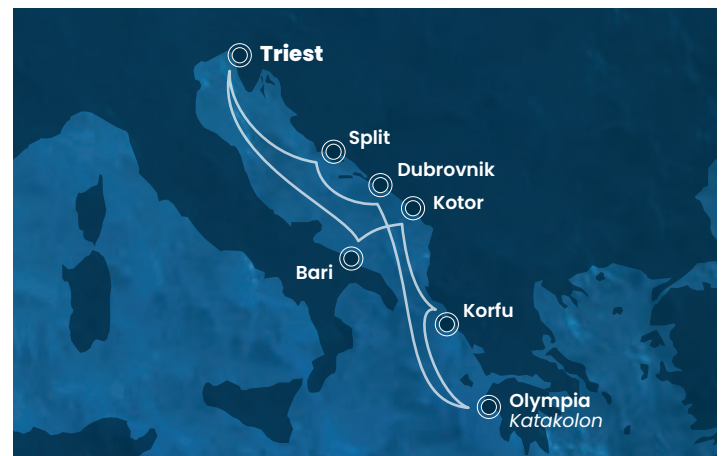 Triest
Split
Dubrovnik
Kotor
Bari
Korfu
Olympia
Katakolon